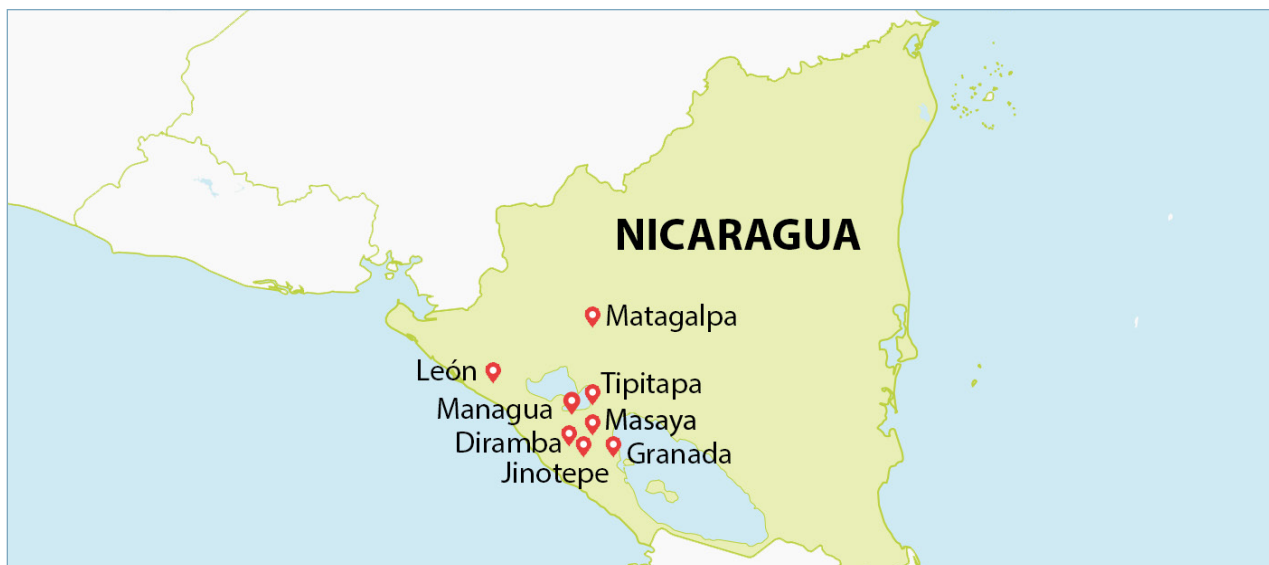 NICARAGUA
Matagalpa
León
Tipitapa
Managua
Masaya
Diramba
Granada
Jinotepe